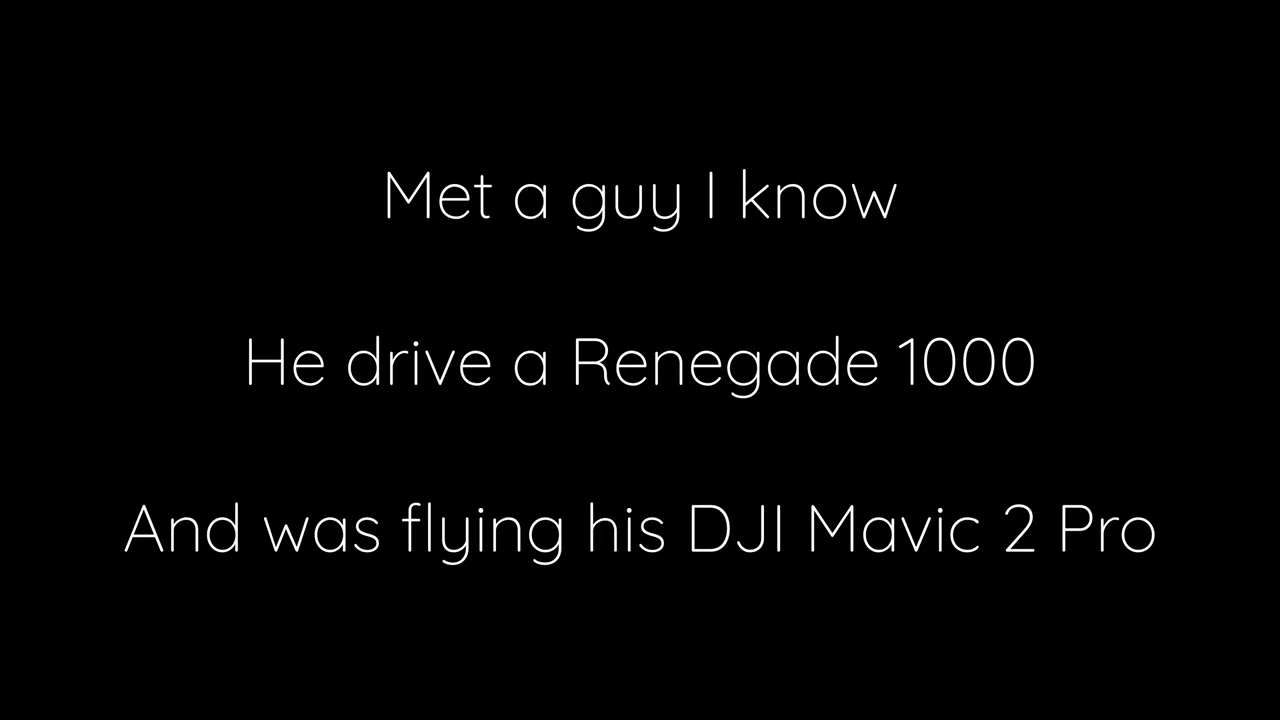 Met a guy I know
He drive a Renegade 1000
And was flying his DJI Mavic 2 Pro